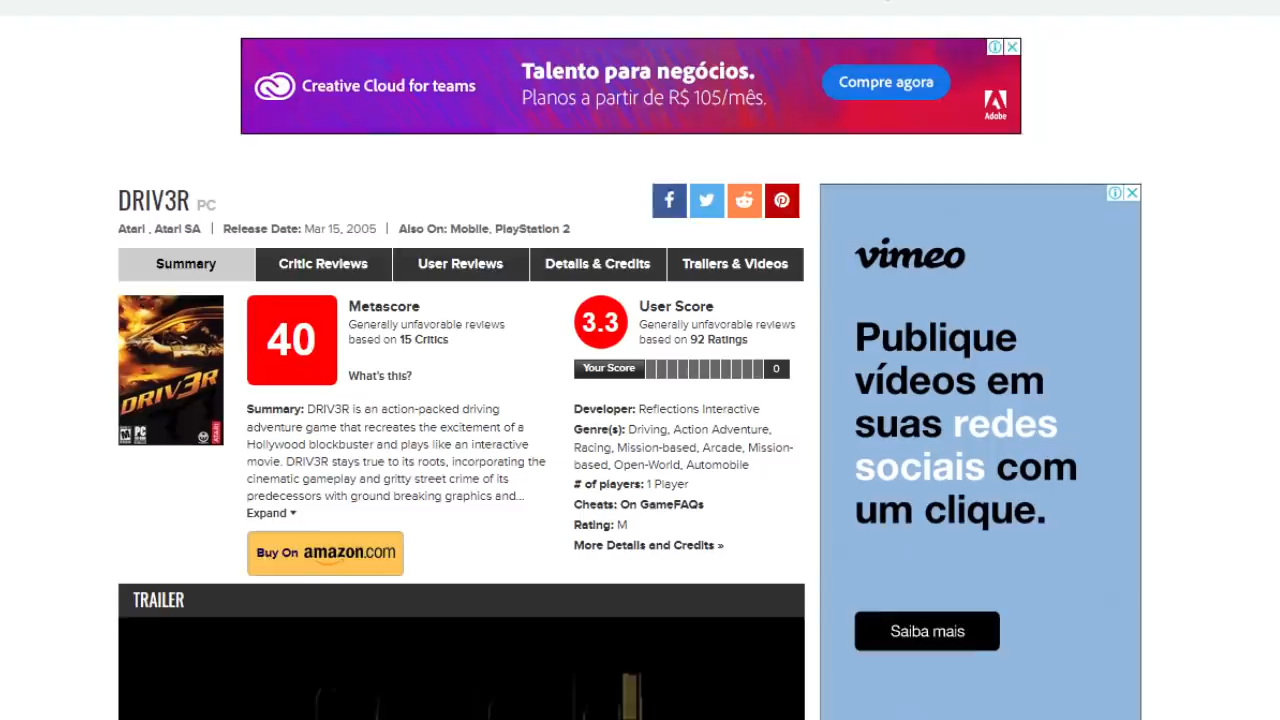 Creative Cloud for teams
Talento para negócios.
Planos a partir de R$ 105/mês.
Compre agora
Adobe
DRIV3R PC
Atari , Atari SA | Release Date: Mar 15, 2005 | Also On: Mobile, PlayStation 2
Summary
Critic Reviews
User Reviews
Details & Credits
Trailers & Videos
DRIV3R
PC
ATARI
40
Metascore
Generally unfavorable reviews
based on 15 Critics
What's this?
3.3
User Score
Generally unfavorable reviews
based on 92 Ratings
Your Score
0
Summary: DRIV3R is an action-packed driving
adventure game that recreates the excitement of a
Hollywood blockbuster and plays like an interactive
movie. DRIV3R stays true to its roots, incorporating the
cinematic gameplay and gritty street crime of its
predecessors with ground breaking graphics and...
Expand
Buy On amazon.com
Developer: Reflections Interactive
Genre(s): Driving, Action Adventure,
Racing, Mission-based, Arcade, Mission-
based, Open-World, Automobile
# of players: 1 Player
Cheats: On GameFAQs
Rating: M
More Details and Credits »
TRAILER
vimeo
Publique
vídeos em
suas redes
sociais com
um clique.
Saiba mais